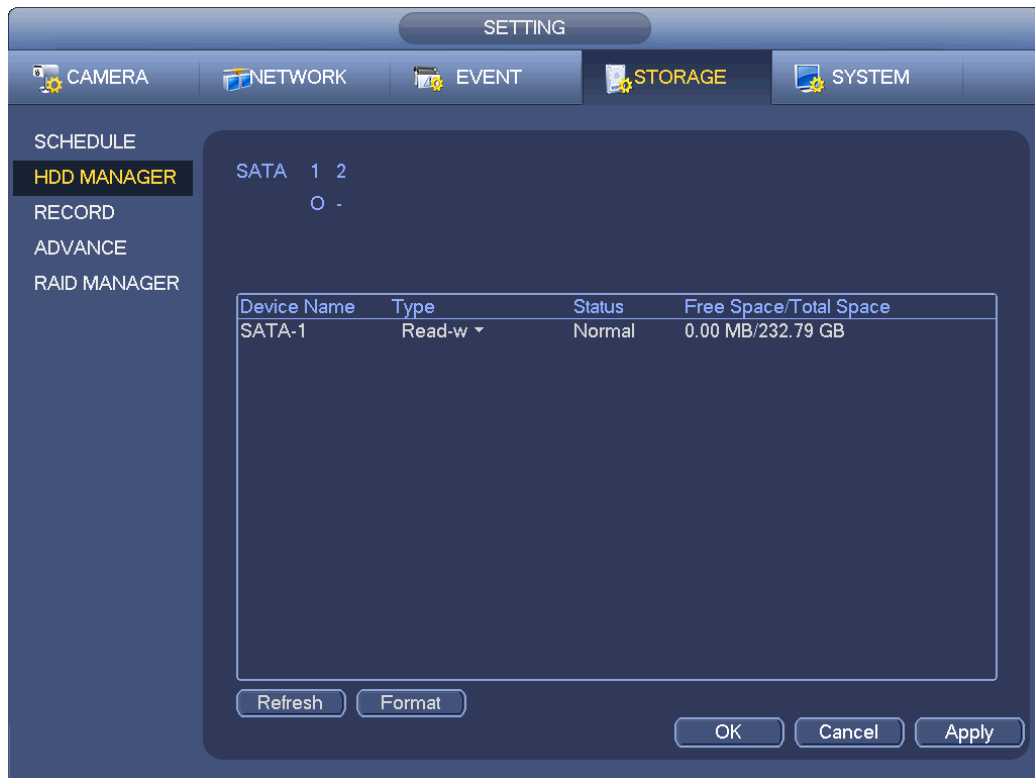 SETTING
CAMERA NETWORK EVENT STORAGE SYSTEM
SCHEDULE
HDD MANAGER
RECORD
ADVANCE
RAID MANAGER
SATA 1 2
O -
Device Name Type Status Free Space/Total Space
SATA-1 Read-w Normal 0.00 MB/232.79 GB
Refresh Format
OK Cancel Apply